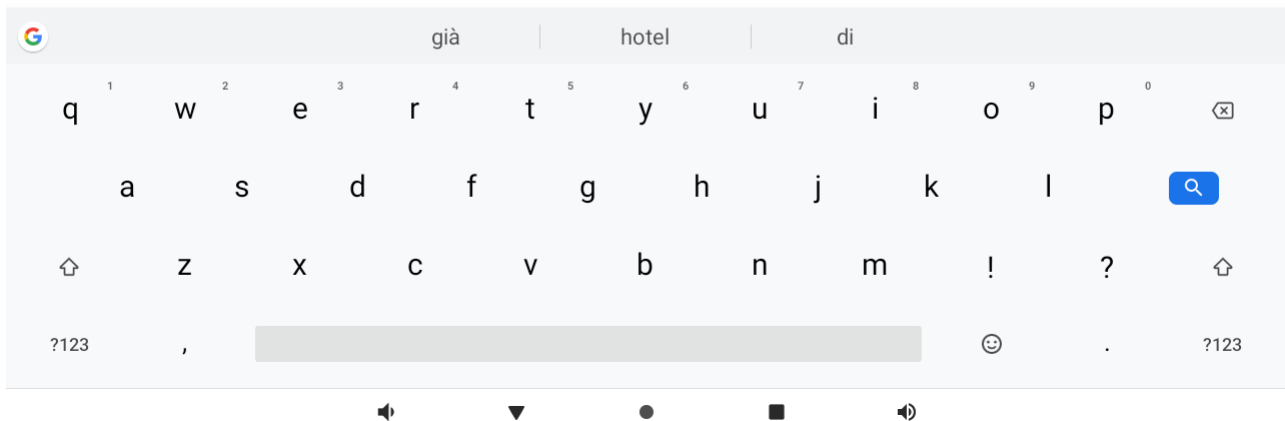 già hotel di
1 2 3 4 5 6 7 8 9 0
q w e r t y u i o p
a s d f g h j k l
z x c v b n m ! ?
?123 , . ?123